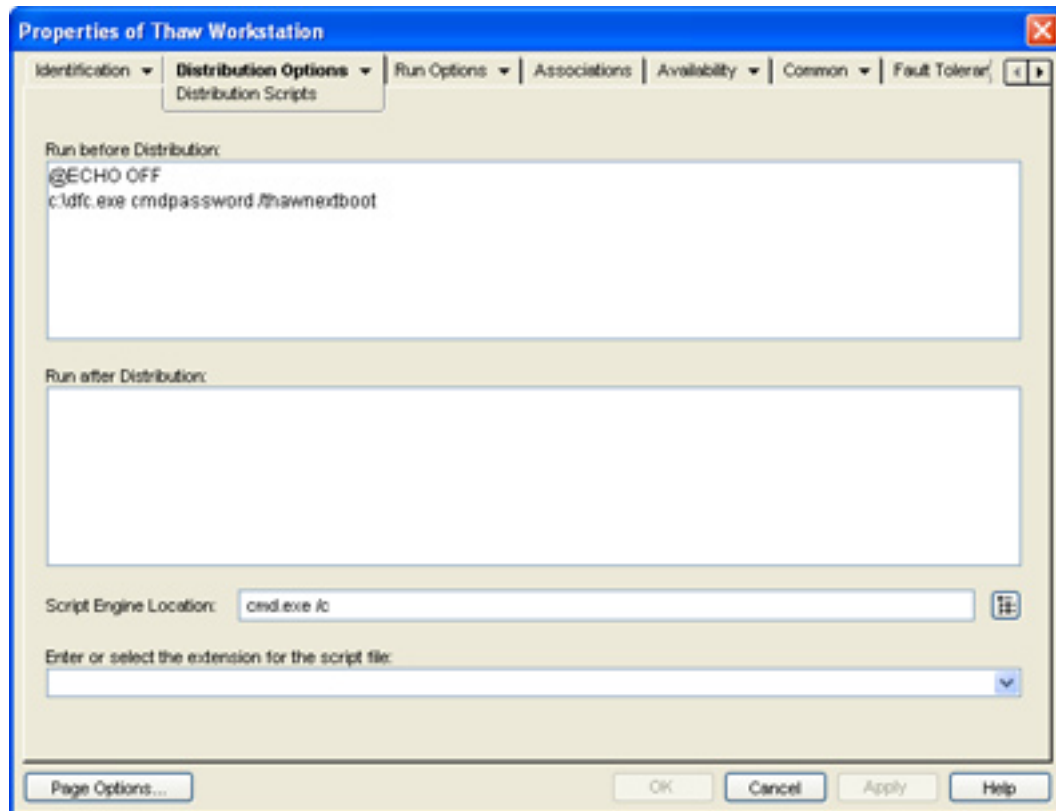 Properties of Thaw Workstation
Identification Distribution Options Run Options Associations Availability Common Fault Toleran
Distribution Scripts
Run before Distribution:
@ECHO OFF
c:\dfc.exe cmdpassword /thawnextboot
Run after Distribution:
Script Engine Location: cmd.exe /c
Enter or select the extension for the script file:
Page Options... OK Cancel Apply Help